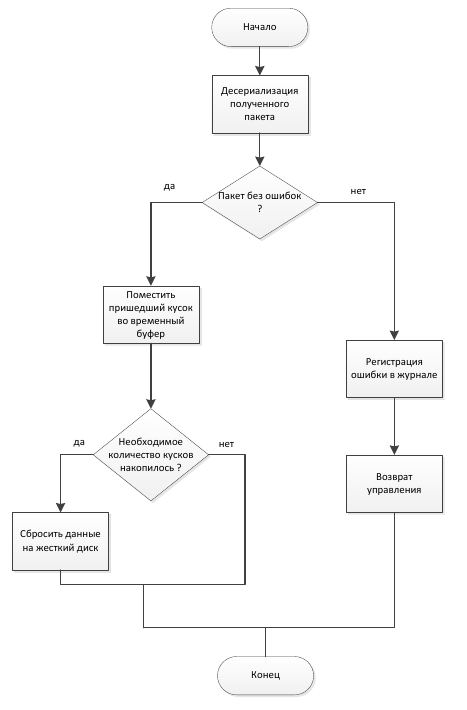 Начало
Десериализация
полученного
пакета
Пакет без ошибок
?
да
нет
Поместить
пришедший кусок
во временный
буфер
Регистрация
ошибки в журнале
Необходимое
количество кусков
накопилось ?
да
нет
Возврат
управления
Сбросить данные
на жесткий диск
Конец